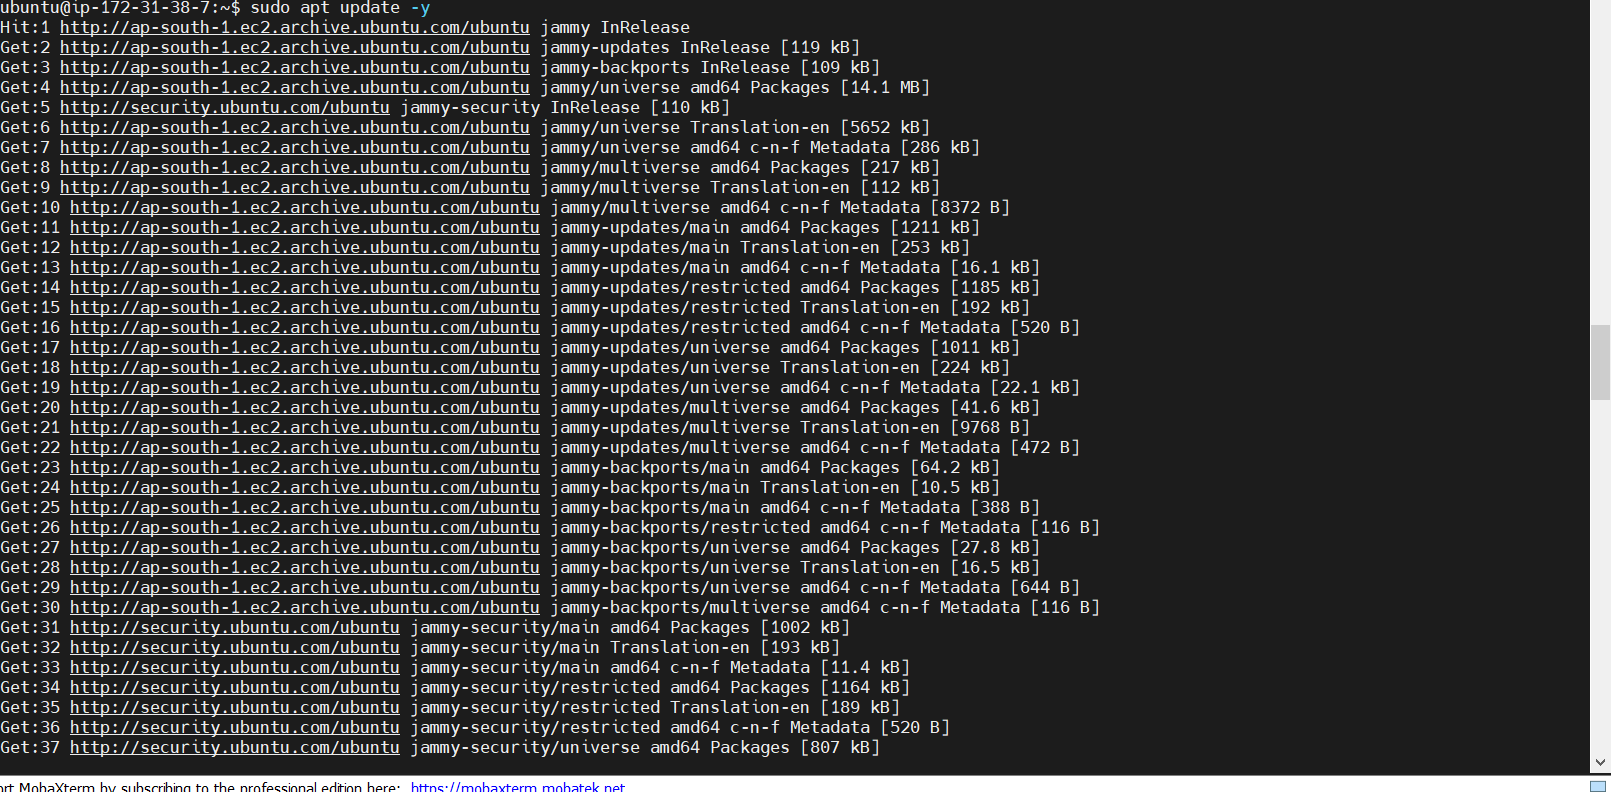 ubuntu@ip-172-31-38-7:~$ sudo apt update -y
Hit:1 http://ap-south-1.ec2.archive.ubuntu.com/ubuntu jammy InRelease
Get:2 http://ap-south-1.ec2.archive.ubuntu.com/ubuntu jammy-updates InRelease [119 kB]
Get:3 http://ap-south-1.ec2.archive.ubuntu.com/ubuntu jammy-backports InRelease [109 kB]
Get:4 http://ap-south-1.ec2.archive.ubuntu.com/ubuntu jammy/universe amd64 Packages [14.1 MB]
Get:5 http://security.ubuntu.com/ubuntu jammy-security InRelease [110 kB]
Get:6 http://ap-south-1.ec2.archive.ubuntu.com/ubuntu jammy/universe Translation-en [5652 kB]
Get:7 http://ap-south-1.ec2.archive.ubuntu.com/ubuntu jammy/universe amd64 c-n-f Metadata [286 kB]
Get:8 http://ap-south-1.ec2.archive.ubuntu.com/ubuntu jammy/multiverse amd64 Packages [217 kB]
Get:9 http://ap-south-1.ec2.archive.ubuntu.com/ubuntu jammy/multiverse Translation-en [112 kB]
Get:10 http://ap-south-1.ec2.archive.ubuntu.com/ubuntu jammy/multiverse amd64 c-n-f Metadata [8372 B]
Get:11 http://ap-south-1.ec2.archive.ubuntu.com/ubuntu jammy-updates/main amd64 Packages [1211 kB]
Get:12 http://ap-south-1.ec2.archive.ubuntu.com/ubuntu jammy-updates/main Translation-en [253 kB]
Get:13 http://ap-south-1.ec2.archive.ubuntu.com/ubuntu jammy-updates/main amd64 c-n-f Metadata [16.1 kB]
Get:14 http://ap-south-1.ec2.archive.ubuntu.com/ubuntu jammy-updates/restricted amd64 Packages [1185 kB]
Get:15 http://ap-south-1.ec2.archive.ubuntu.com/ubuntu jammy-updates/restricted Translation-en [192 kB]
Get:16 http://ap-south-1.ec2.archive.ubuntu.com/ubuntu jammy-updates/restricted amd64 c-n-f Metadata [520 B]
Get:17 http://ap-south-1.ec2.archive.ubuntu.com/ubuntu jammy-updates/universe amd64 Packages [1011 kB]
Get:18 http://ap-south-1.ec2.archive.ubuntu.com/ubuntu jammy-updates/universe Translation-en [224 kB]
Get:19 http://ap-south-1.ec2.archive.ubuntu.com/ubuntu jammy-updates/universe amd64 c-n-f Metadata [22.1 kB]
Get:20 http://ap-south-1.ec2.archive.ubuntu.com/ubuntu jammy-updates/multiverse amd64 Packages [41.6 kB]
Get:21 http://ap-south-1.ec2.archive.ubuntu.com/ubuntu jammy-updates/multiverse Translation-en [9768 B]
Get:22 http://ap-south-1.ec2.archive.ubuntu.com/ubuntu jammy-updates/multiverse amd64 c-n-f Metadata [472 B]
Get:23 http://ap-south-1.ec2.archive.ubuntu.com/ubuntu jammy-backports/main amd64 Packages [64.2 kB]
Get:24 http://ap-south-1.ec2.archive.ubuntu.com/ubuntu jammy-backports/main Translation-en [10.5 kB]
Get:25 http://ap-south-1.ec2.archive.ubuntu.com/ubuntu jammy-backports/main amd64 c-n-f Metadata [388 B]
Get:26 http://ap-south-1.ec2.archive.ubuntu.com/ubuntu jammy-backports/restricted amd64 c-n-f Metadata [116 B]
Get:27 http://ap-south-1.ec2.archive.ubuntu.com/ubuntu jammy-backports/universe amd64 Packages [27.8 kB]
Get:28 http://ap-south-1.ec2.archive.ubuntu.com/ubuntu jammy-backports/universe Translation-en [16.5 kB]
Get:29 http://ap-south-1.ec2.archive.ubuntu.com/ubuntu jammy-backports/universe amd64 c-n-f Metadata [644 B]
Get:30 http://ap-south-1.ec2.archive.ubuntu.com/ubuntu jammy-backports/multiverse amd64 c-n-f Metadata [116 B]
Get:31 http://security.ubuntu.com/ubuntu jammy-security/main amd64 Packages [1002 kB]
Get:32 http://security.ubuntu.com/ubuntu jammy-security/main Translation-en [193 kB]
Get:33 http://security.ubuntu.com/ubuntu jammy-security/main amd64 c-n-f Metadata [11.4 kB]
Get:34 http://security.ubuntu.com/ubuntu jammy-security/restricted amd64 Packages [1164 kB]
Get:35 http://security.ubuntu.com/ubuntu jammy-security/restricted Translation-en [189 kB]
Get:36 http://security.ubuntu.com/ubuntu jammy-security/restricted amd64 c-n-f Metadata [520 B]
Get:37 http://security.ubuntu.com/ubuntu jammy-security/universe amd64 Packages [807 kB]
ort MobaXterm by subscribing to the professional edition here: https://mobaxterm.mobatek.net